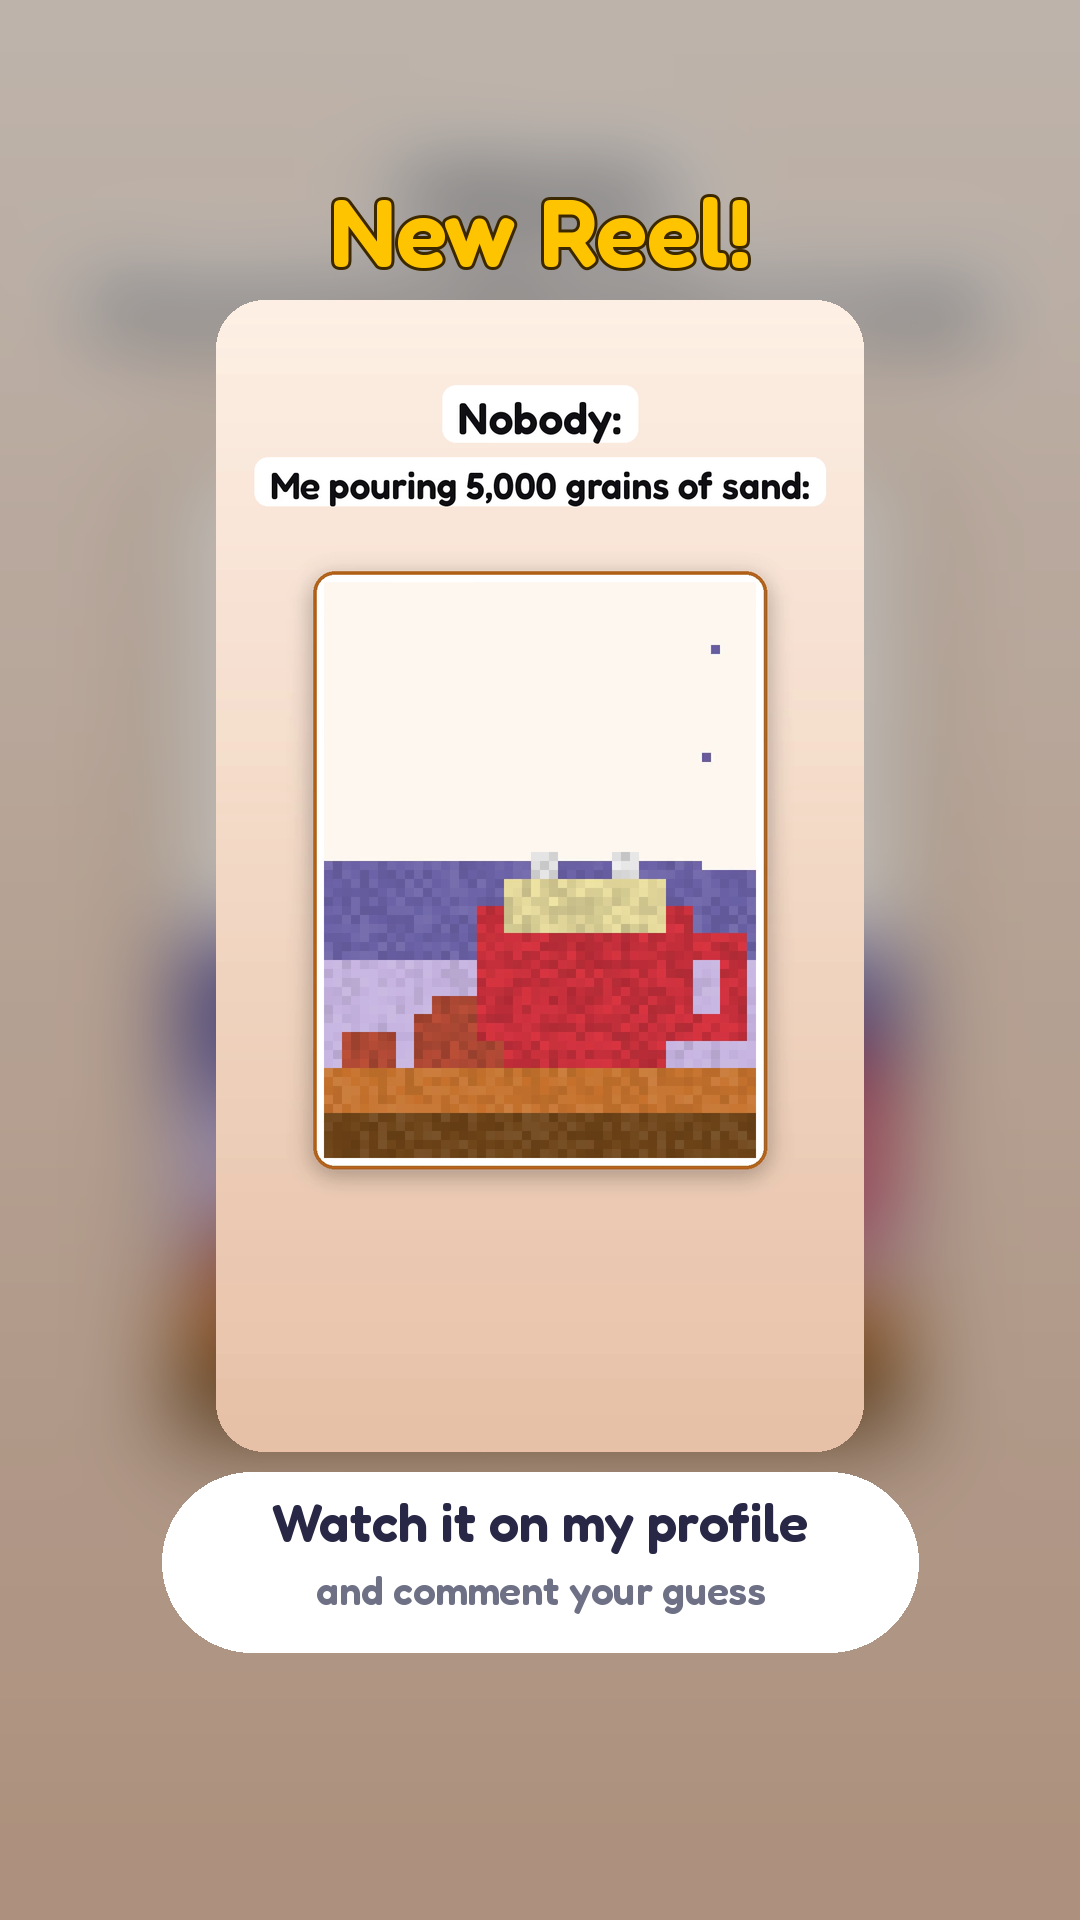 New Reel!
Nobody:
Me pouring 5,000 grains of sand:
Watch it on my profile
and comment your guess